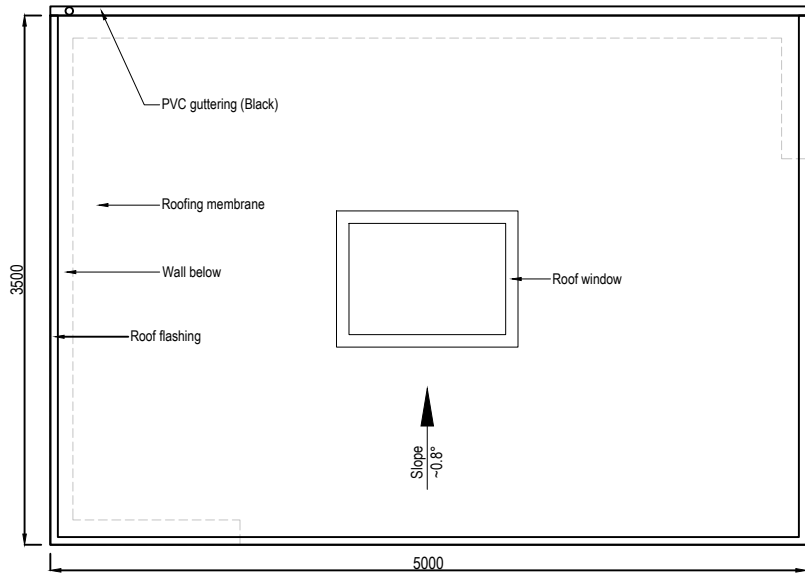 PVC guttering (Black)
Roofing membrane
Wall below
Roof window
Roof flashing
3500
Slope
~0.8°
5000